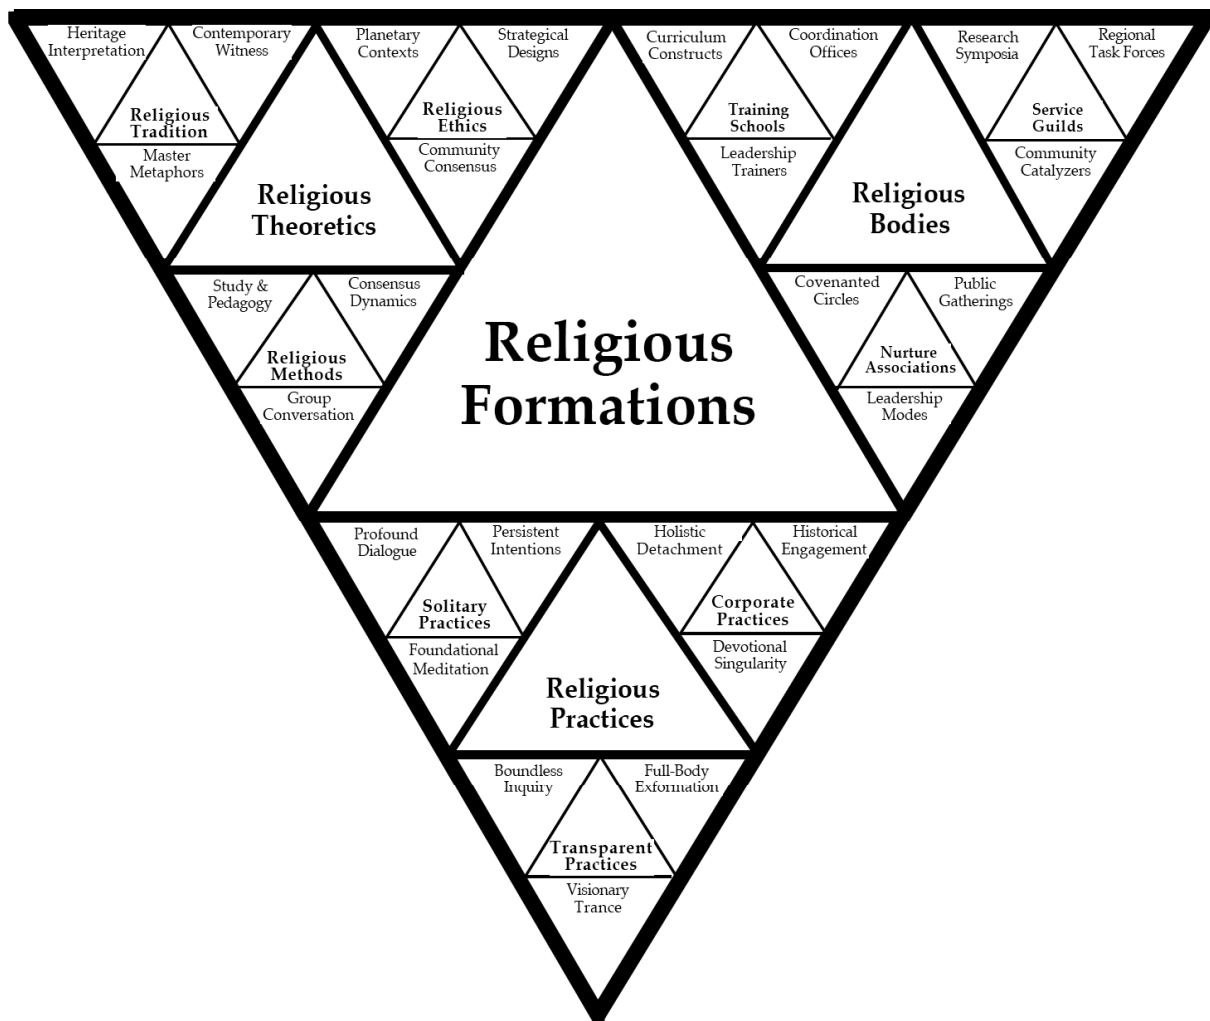 Heritage
Interpretation
Contemporary
Witness
Religious
Tradition
Master
Metaphors
Planetary
Contexts
Strategical
Designs
Religious
Ethics
Community
Consensus
Religious
Theoretics
Study &
Pedagogy
Consensus
Dynamics
Religious
Methods
Group
Conversation
Curriculum
Constructs
Coordination
Offices
Training
Schools
Leadership
Trainers
Research
Symposia
Regional
Task Forces
Service
Guilds
Community
Catalyzers
Religious
Bodies
Covenanted
Circles
Public
Gatherings
Nurture
Associations
Leadership
Modes
Religious
Formations
Profound
Dialogue
Persistent
Intentions
Solitary
Practices
Foundational
Meditation
Holistic
Detachment
Historical
Engagement
Corporate
Practices
Devotional
Singularity
Religious
Practices
Boundless
Inquiry
Full-Body
Exformation
Transparent
Practices
Visionary
Trance